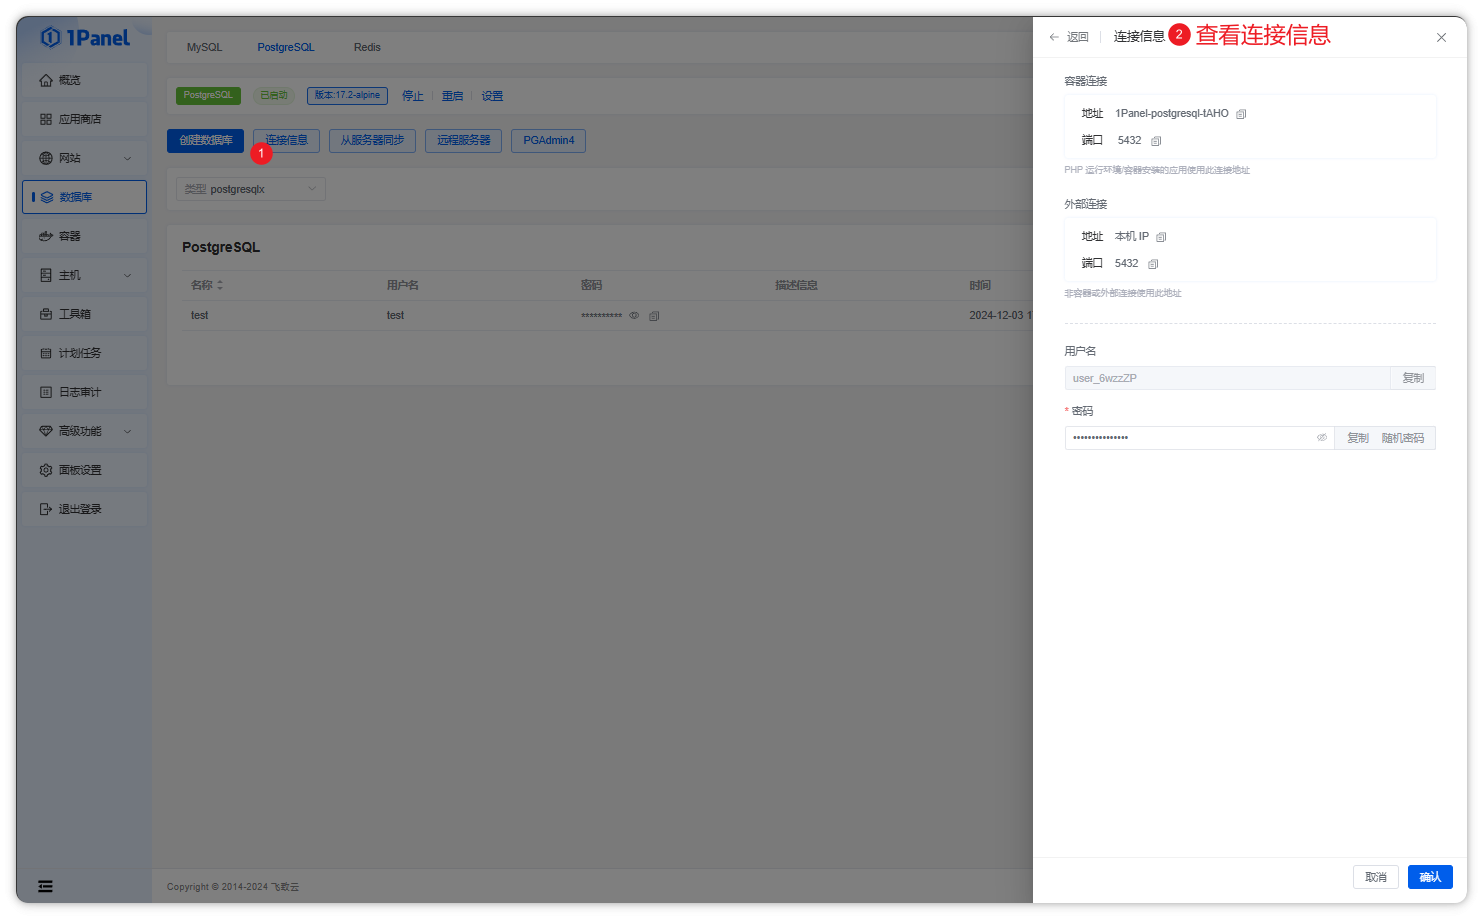 1Panel
概览
应用商店
网站
数据库
容器
主机
工具箱
计划任务
日志审计
高级功能
面板设置
退出登录
MySQL PostgreSQL Redis
PostgreSQL 已启动 版本:17.2-alpine 停止 重启 设置
创建数据库 连接信息 从服务器同步 远程服务器 PGAdmin4
1
类型 postgresqlx
PostgreSQL
名称 用户名 密码 描述信息 时间
test test ********** 2024-12-03 1
Copyright © 2014-2024 飞致云
返回 连接信息 2 查看连接信息
容器连接
地址 1Panel-postgresql-tAHO
端口 5432
PHP 运行环境/容器安装的应用使用此连接地址
外部连接
地址 本机 IP
端口 5432
非容器或外部连接使用此地址
用户名
user_6wzzZP 复制
* 密码
••••••••••••••• 复制 随机密码
取消 确认